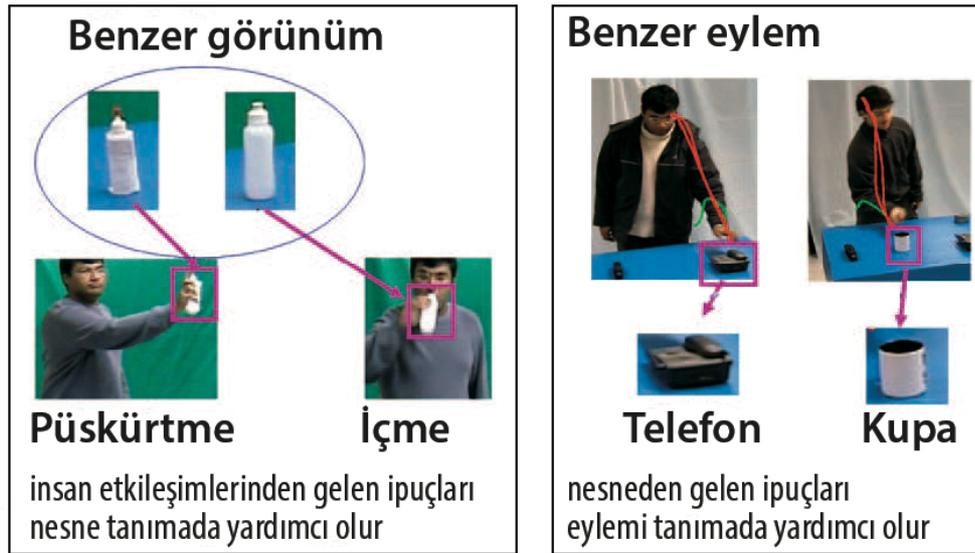 Benzer görünüm
Püskürtme
İçme
insan etkileşimlerinden gelen ipuçları
nesne tanımada yardımcı olur
Benzer eylem
Telefon
Kupa
nesneden gelen ipuçları
eylemi tanımada yardımcı olur